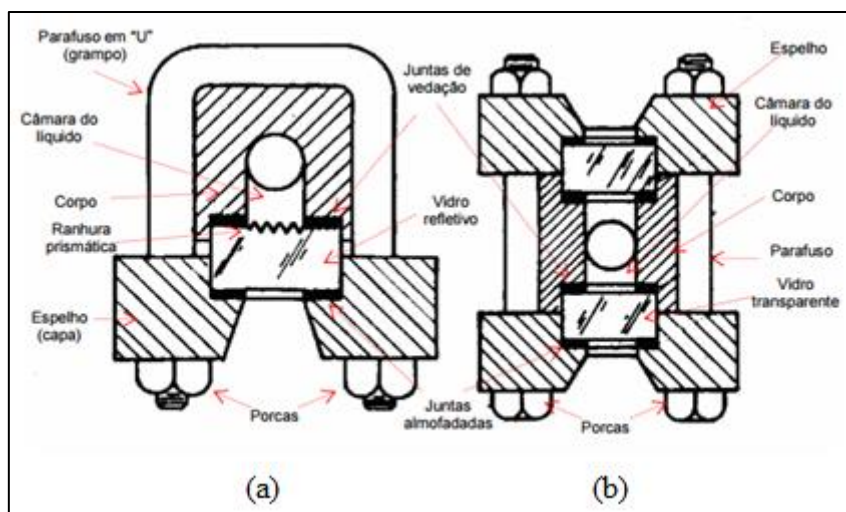 Parafuso em "U"
(grampo)
Câmara do
líquido
Corpo
Ranhura
prismática
Espelho
(capa)
Porcas
Juntas de
vedação
Vidro
refletivo
Juntas
almofadadas
Espelho
Câmara do
líquido
Corpo
Parafuso
Vidro
transparente
Porcas
(a)
(b)